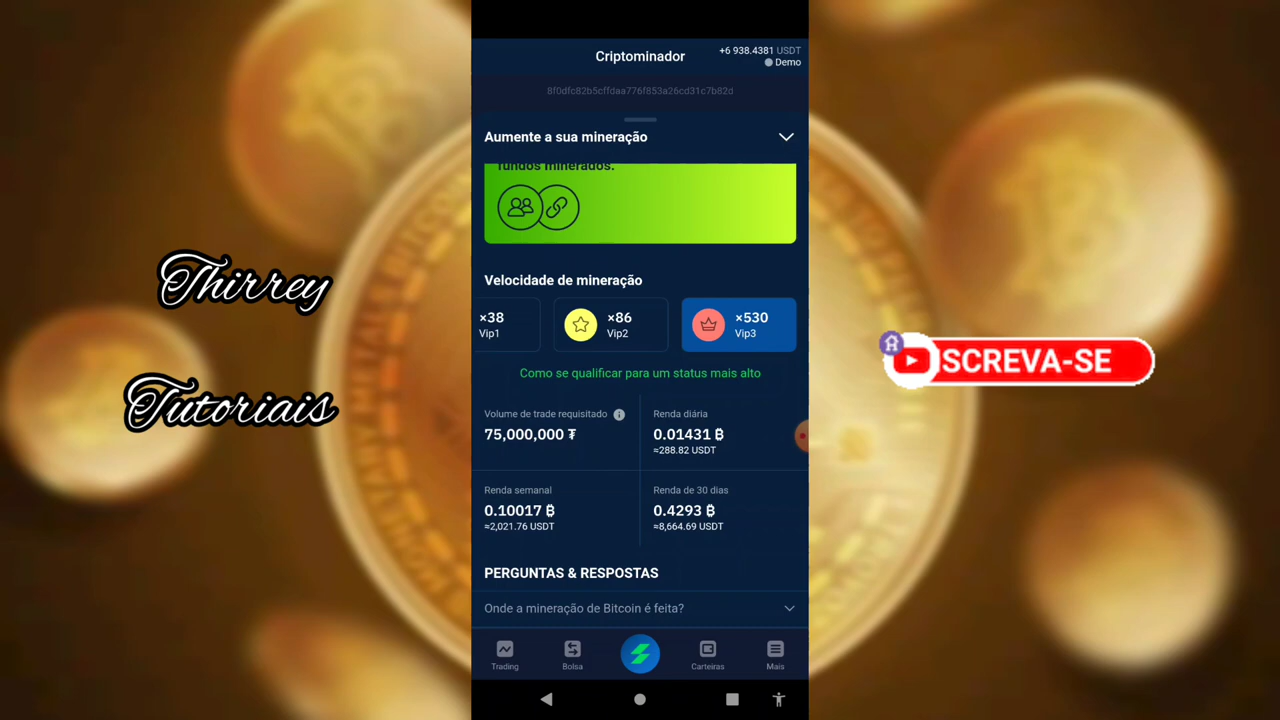 Criptominador
+6 938.4381 USDT
Demo
8f0dfc82b5cffdaa776f853a26cd31c7b82d
Aumente a sua mineração
fundos minerados.
Velocidade de mineração
×38
Vip1
×86
Vip2
×530
Vip3
Como se qualificar para um status mais alto
Volume de trade requisitado
75,000,000 ₮
Renda diária
0.01431 ₿
≈288.82 USDT
Renda semanal
0.10017 ₿
≈2,021.76 USDT
Renda de 30 dias
0.4293 ₿
≈8,664.69 USDT
PERGUNTAS & RESPOSTAS
Onde a mineração de Bitcoin é feita?
Trading
Bolsa
Carteiras
Mais
Thirrey
Tutoriais
SCREVA-SE